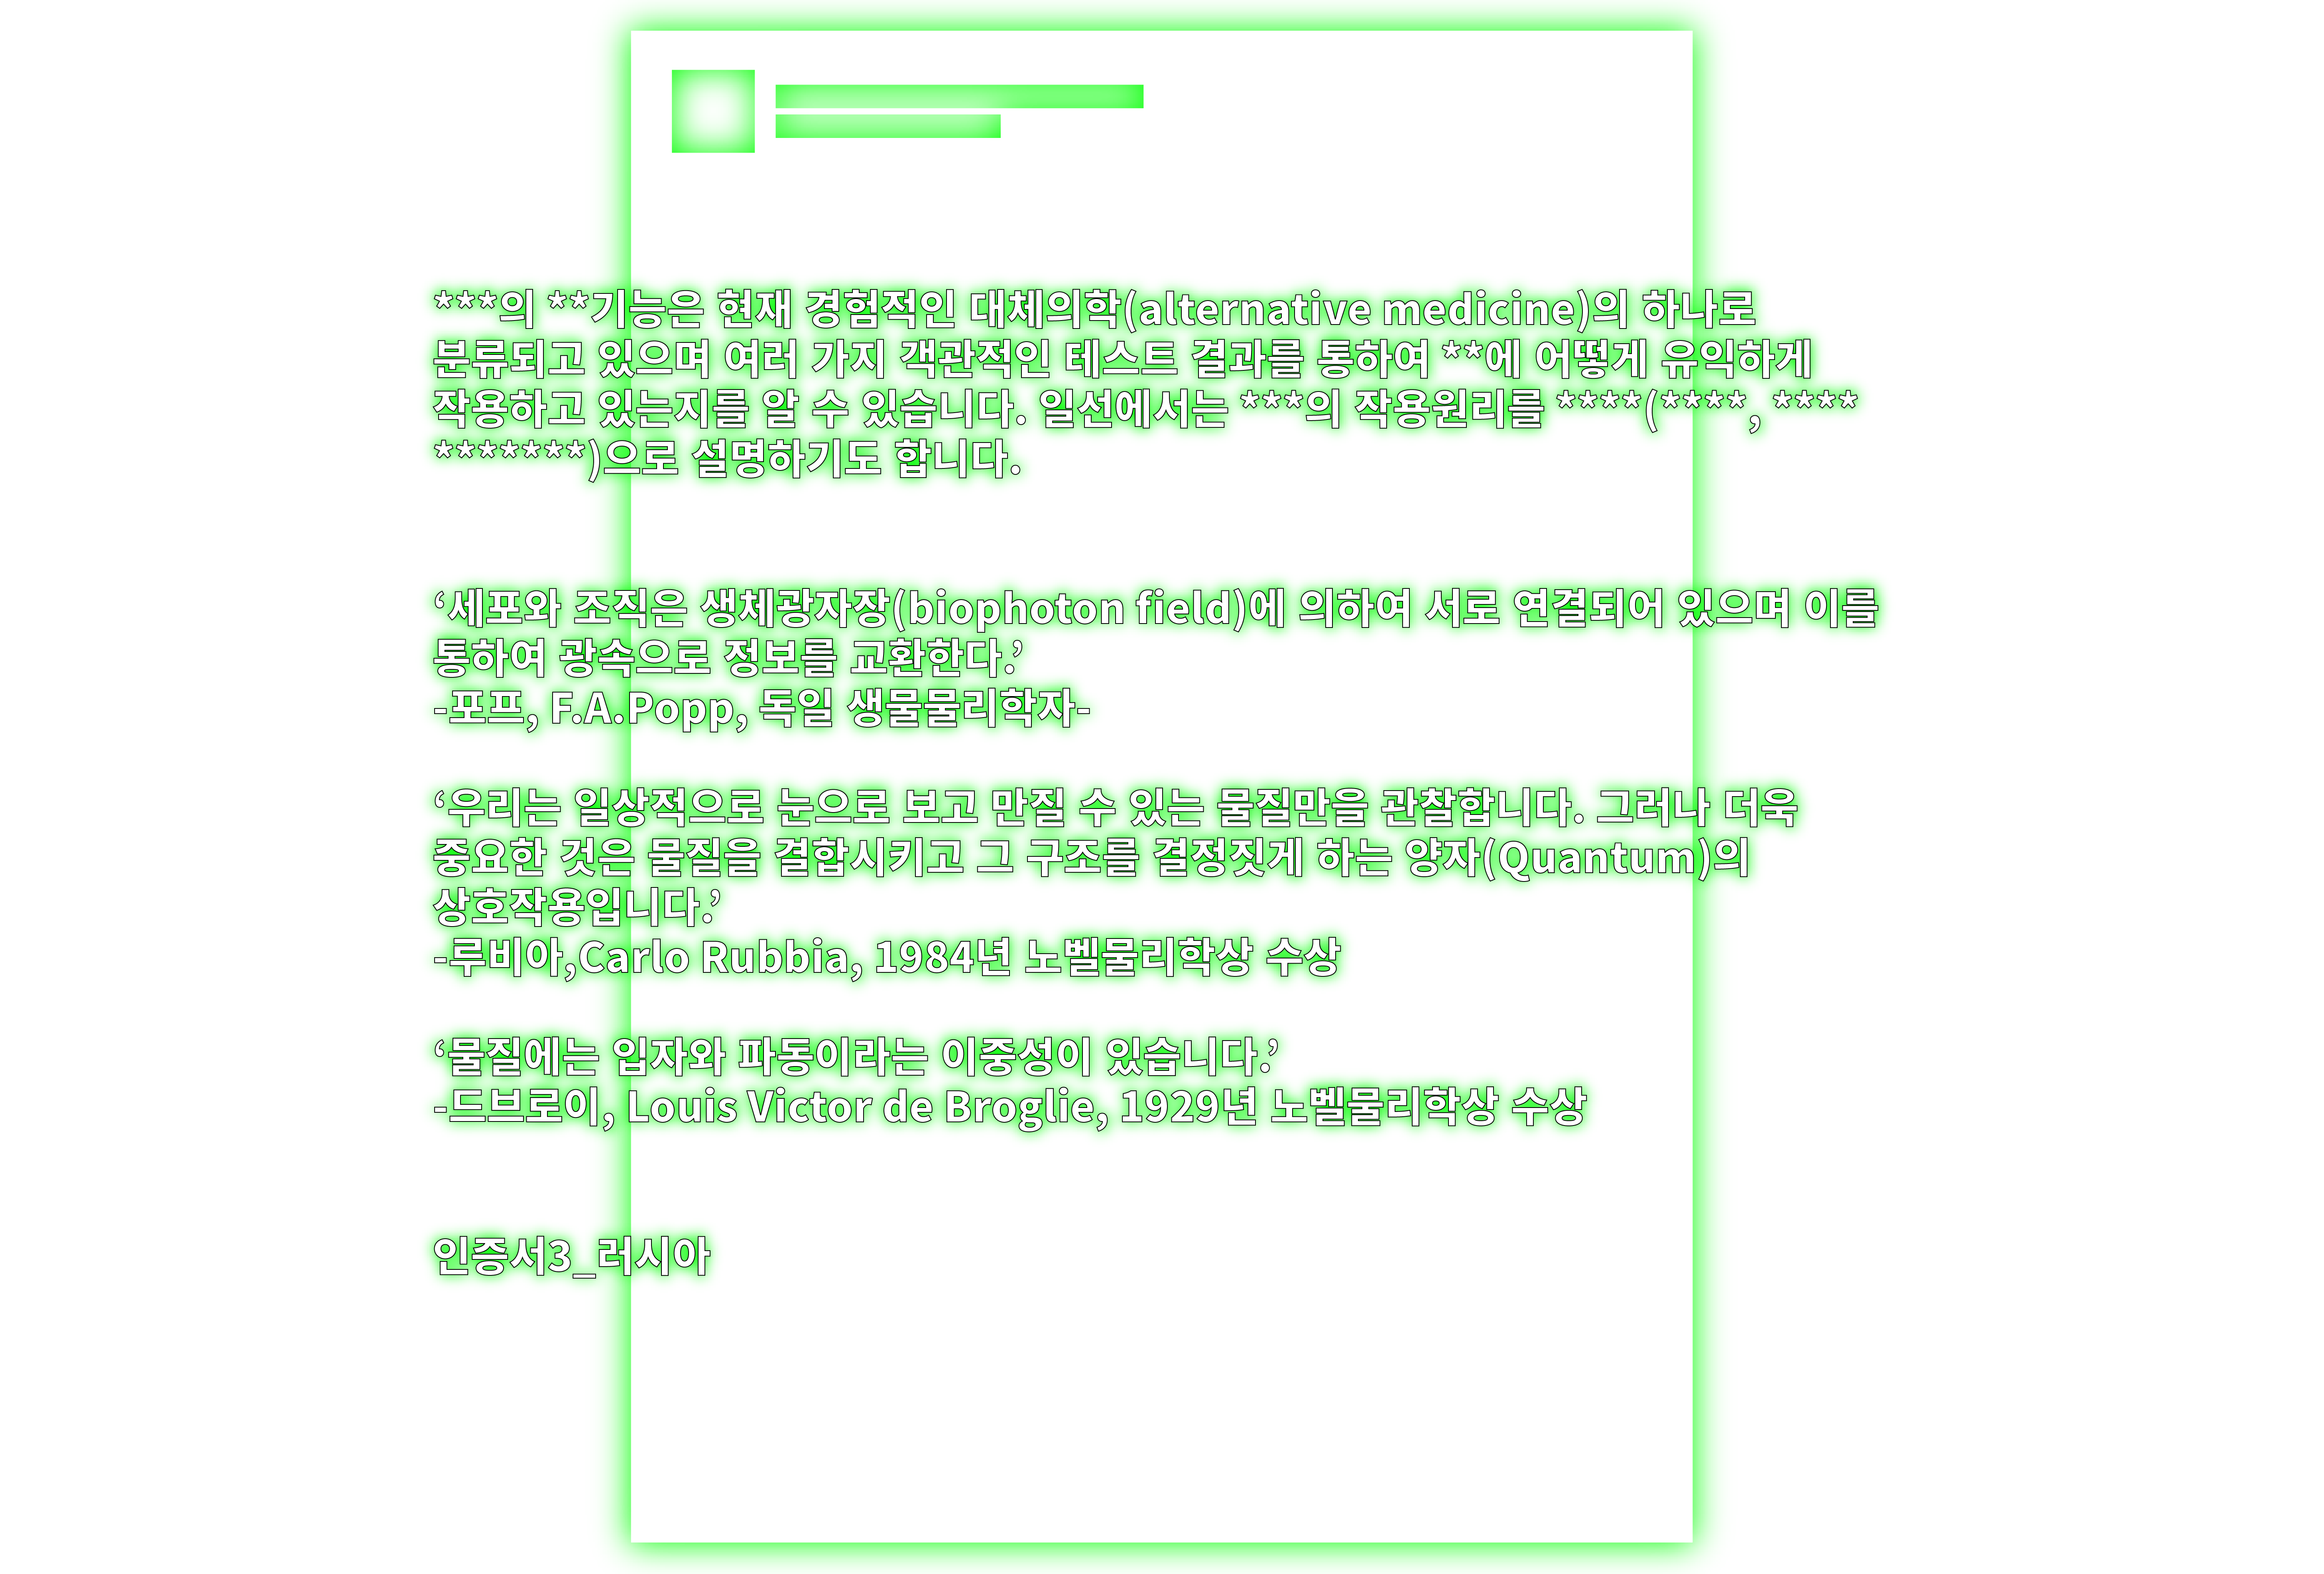 ***의 **기능은 현재 경험적인 대체의학(alternative medicine)의 하나로
분류되고 있으며 여러 가지 객관적인 테스트 결과를 통하여 **에 어떻게 유익하게
작용하고 있는지를 알 수 있습니다. 일선에서는 ***의 작용원리를 ****(****, ****
*******)으로 설명하기도 합니다.
‘세포와 조직은 생체광자장(biophoton field)에 의하여 서로 연결되어 있으며 이를
통하여 광속으로 정보를 교환한다.’
-포프, F.A.Popp, 독일 생물물리학자-
‘우리는 일상적으로 눈으로 보고 만질 수 있는 물질만을 관찰합니다. 그러나 더욱
중요한 것은 물질을 결합시키고 그 구조를 결정짓게 하는 양자(Quantum)의
상호작용입니다.’
-루비아,Carlo Rubbia, 1984년 노벨물리학상 수상
‘물질에는 입자와 파동이라는 이중성이 있습니다.’
-드브로이, Louis Victor de Broglie, 1929년 노벨물리학상 수상
인증서3_러시아